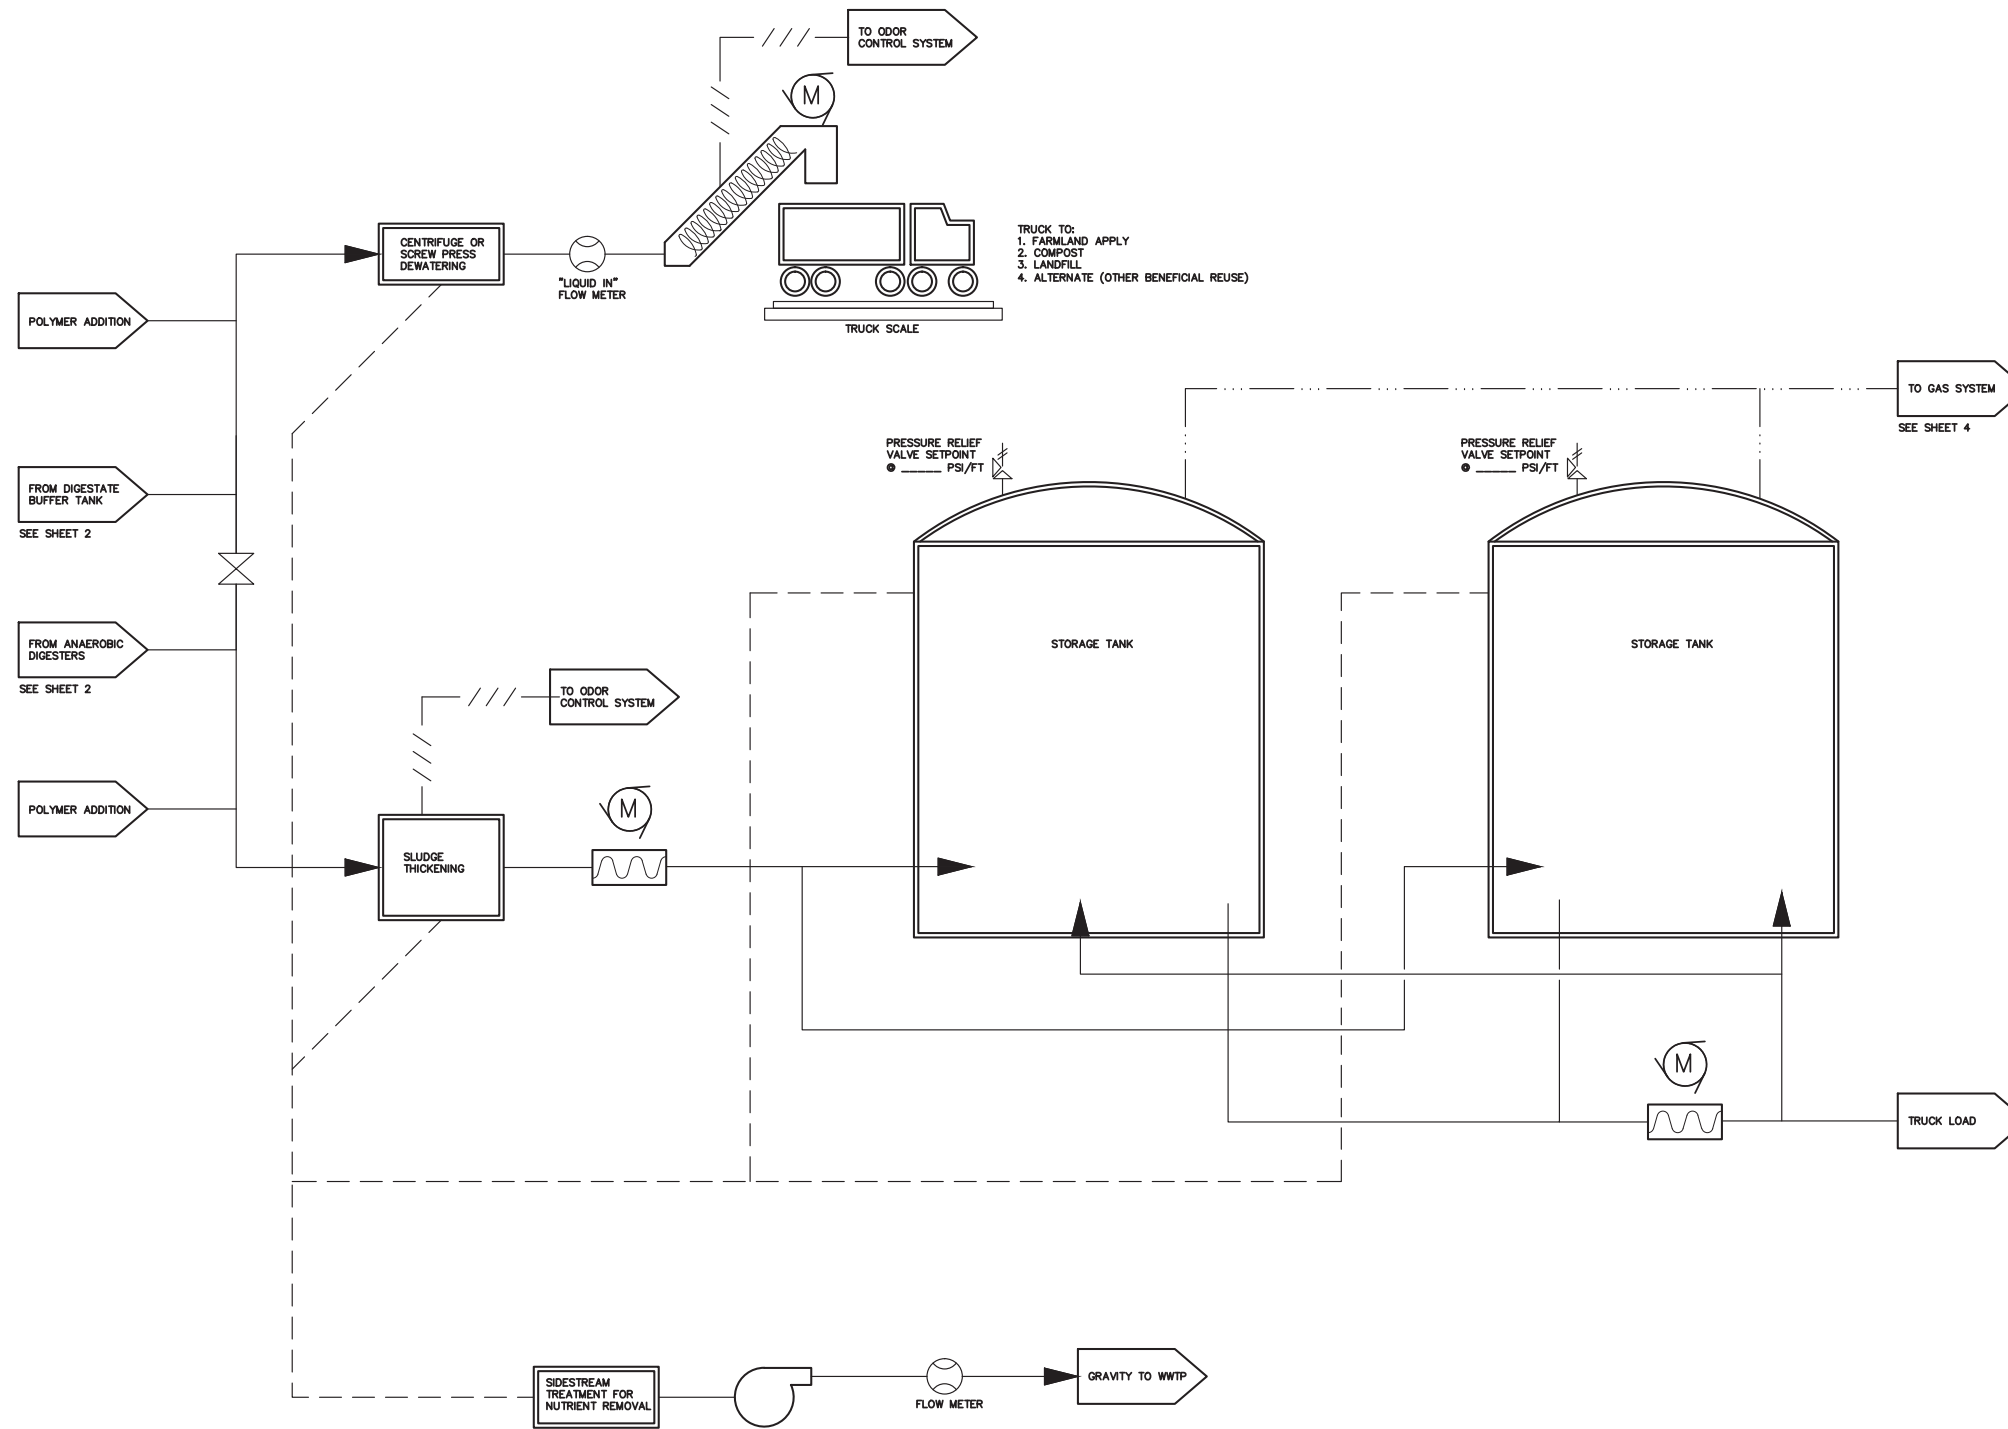 TO ODOR
CONTROL SYSTEM
M
CENTRIFUGE OR
SCREW PRESS
DEWATERING
"LIQUID IN"
FLOW METER
TRUCK TO:
1. FARMLAND APPLY
2. COMPOST
3. LANDFILL
4. ALTERNATE (OTHER BENEFICIAL REUSE)
TRUCK SCALE
POLYMER ADDITION
TO GAS SYSTEM
SEE SHEET 4
PRESSURE RELIEF
VALVE SETPOINT
@ _____ PSI/FT
PRESSURE RELIEF
VALVE SETPOINT
@ _____ PSI/FT
FROM DIGESTATE
BUFFER TANK
SEE SHEET 2
FROM ANAEROBIC
DIGESTERS
SEE SHEET 2
STORAGE TANK
STORAGE TANK
TO ODOR
CONTROL SYSTEM
POLYMER ADDITION
M
SLUDGE
THICKENING
M
TRUCK LOAD
SIDESTREAM
TREATMENT FOR
NUTRIENT REMOVAL
FLOW METER
GRAVITY TO WWTP